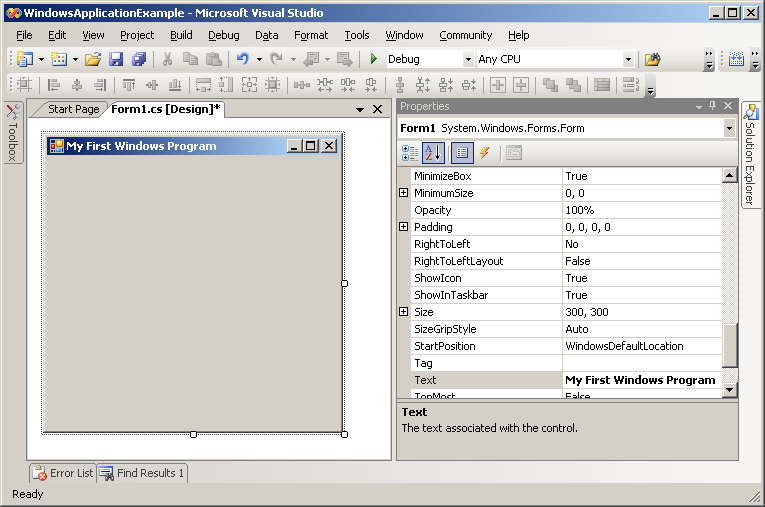 WindowsApplicationExample - Microsoft Visual Studio
File Edit View Project Build Debug Data Format Tools Window Community Help
Debug Any CPU
Toolbox
Start Page Form1.cs [Design]*
My First Windows Program
Properties
Form1 System.Windows.Forms.Form
MinimizeBox True
MinimumSize 0, 0
Opacity 100%
Padding 0, 0, 0, 0
RightToLeft No
RightToLeftLayout False
ShowIcon True
ShowInTaskbar True
Size 300, 300
SizeGripStyle Auto
StartPosition WindowsDefaultLocation
Tag
Text My First Windows Program
TopMost False
Text
The text associated with the control.
Solution Explorer
Error List Find Results 1
Ready